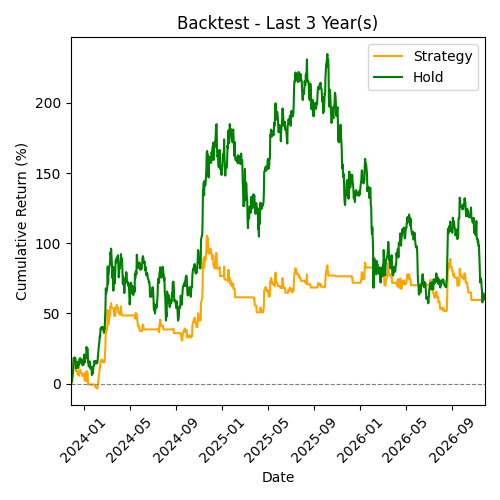 Backtest - Last 3 Year(s)
Strategy
Hold
Cumulative Return (%)
200
150
100
50
0
2024-01
2024-05
2024-09
2025-01
2025-05
2025-09
2026-01
2026-05
2026-09
Date